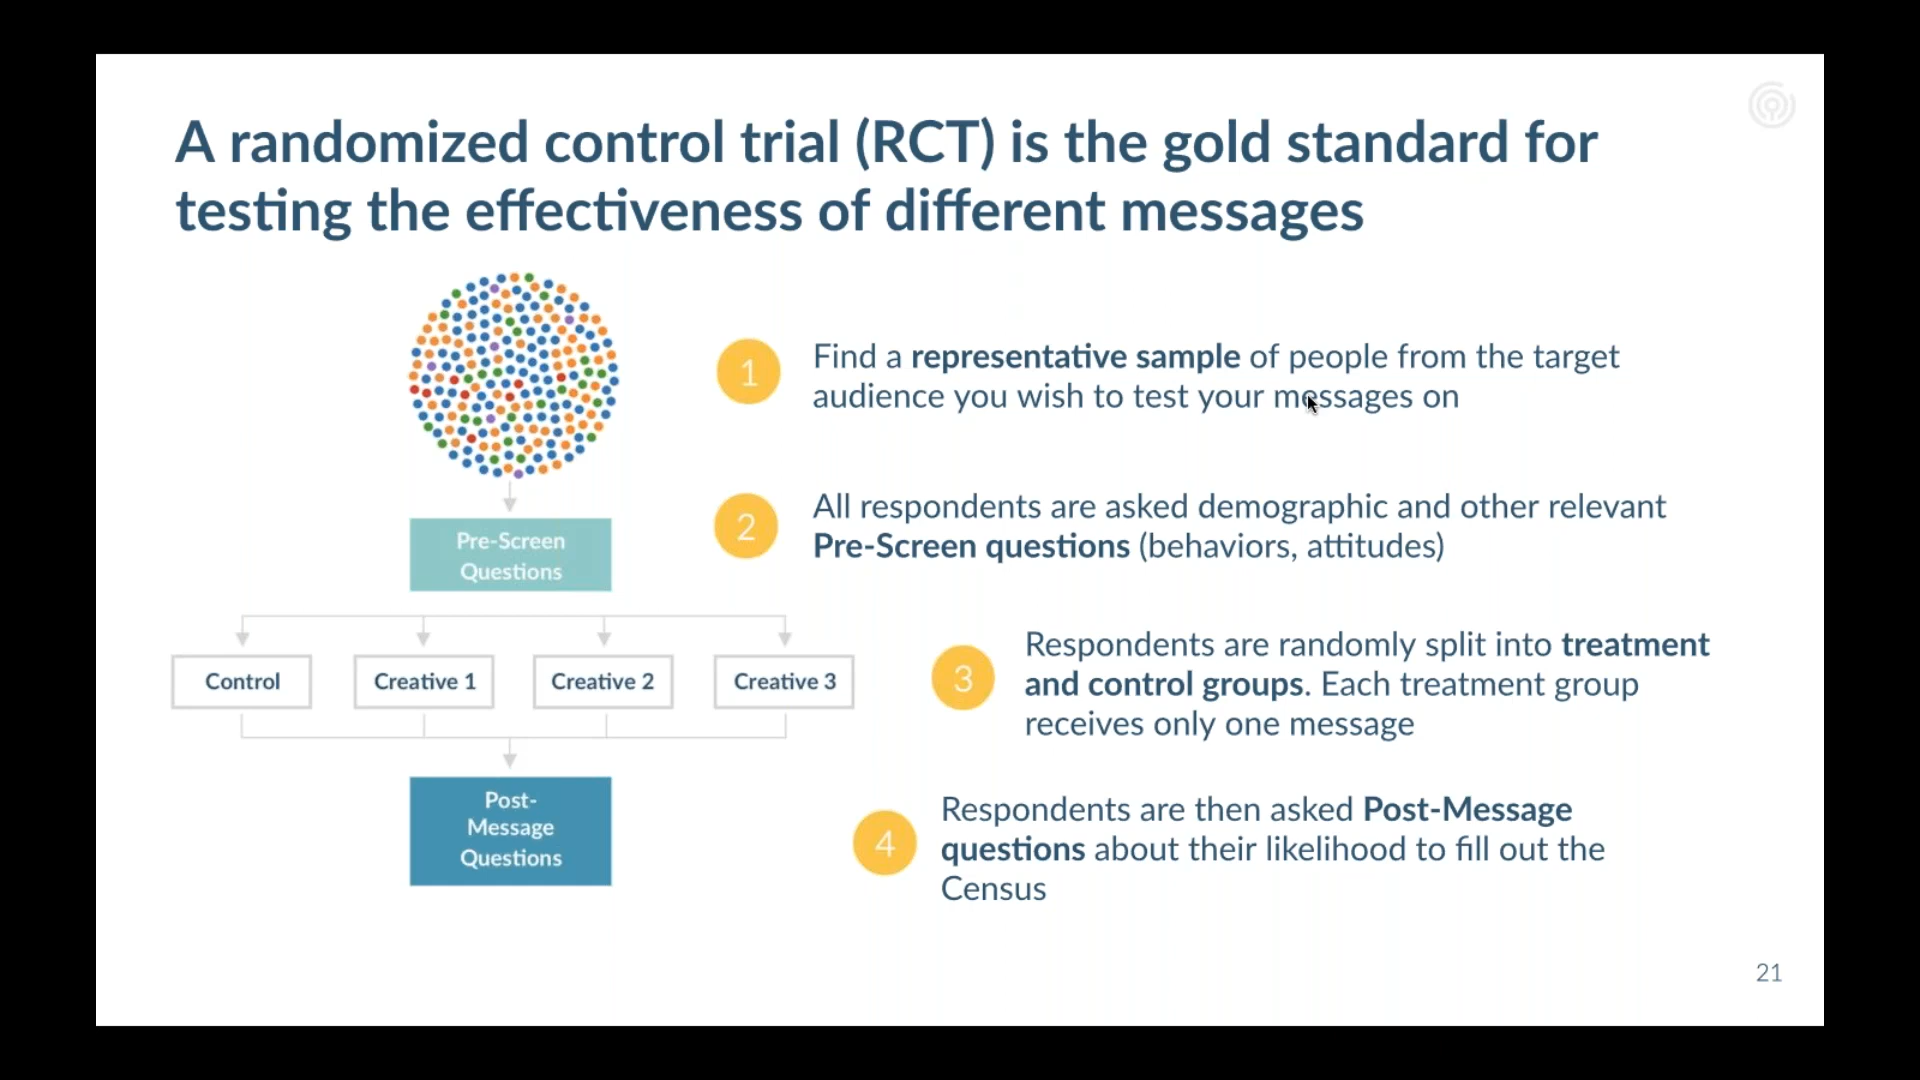 A randomized control trial (RCT) is the gold standard for
testing the effectiveness of different messages
1
Find a representative sample of people from the target
audience you wish to test your messages on
2
All respondents are asked demographic and other relevant
Pre-Screen questions (behaviors, attitudes)
Pre-Screen
Questions
Control
Creative 1
Creative 2
Creative 3
3
Respondents are randomly split into treatment
and control groups. Each treatment group
receives only one message
Post-
Message
Questions
4
Respondents are then asked Post-Message
questions about their likelihood to fill out the
Census
21